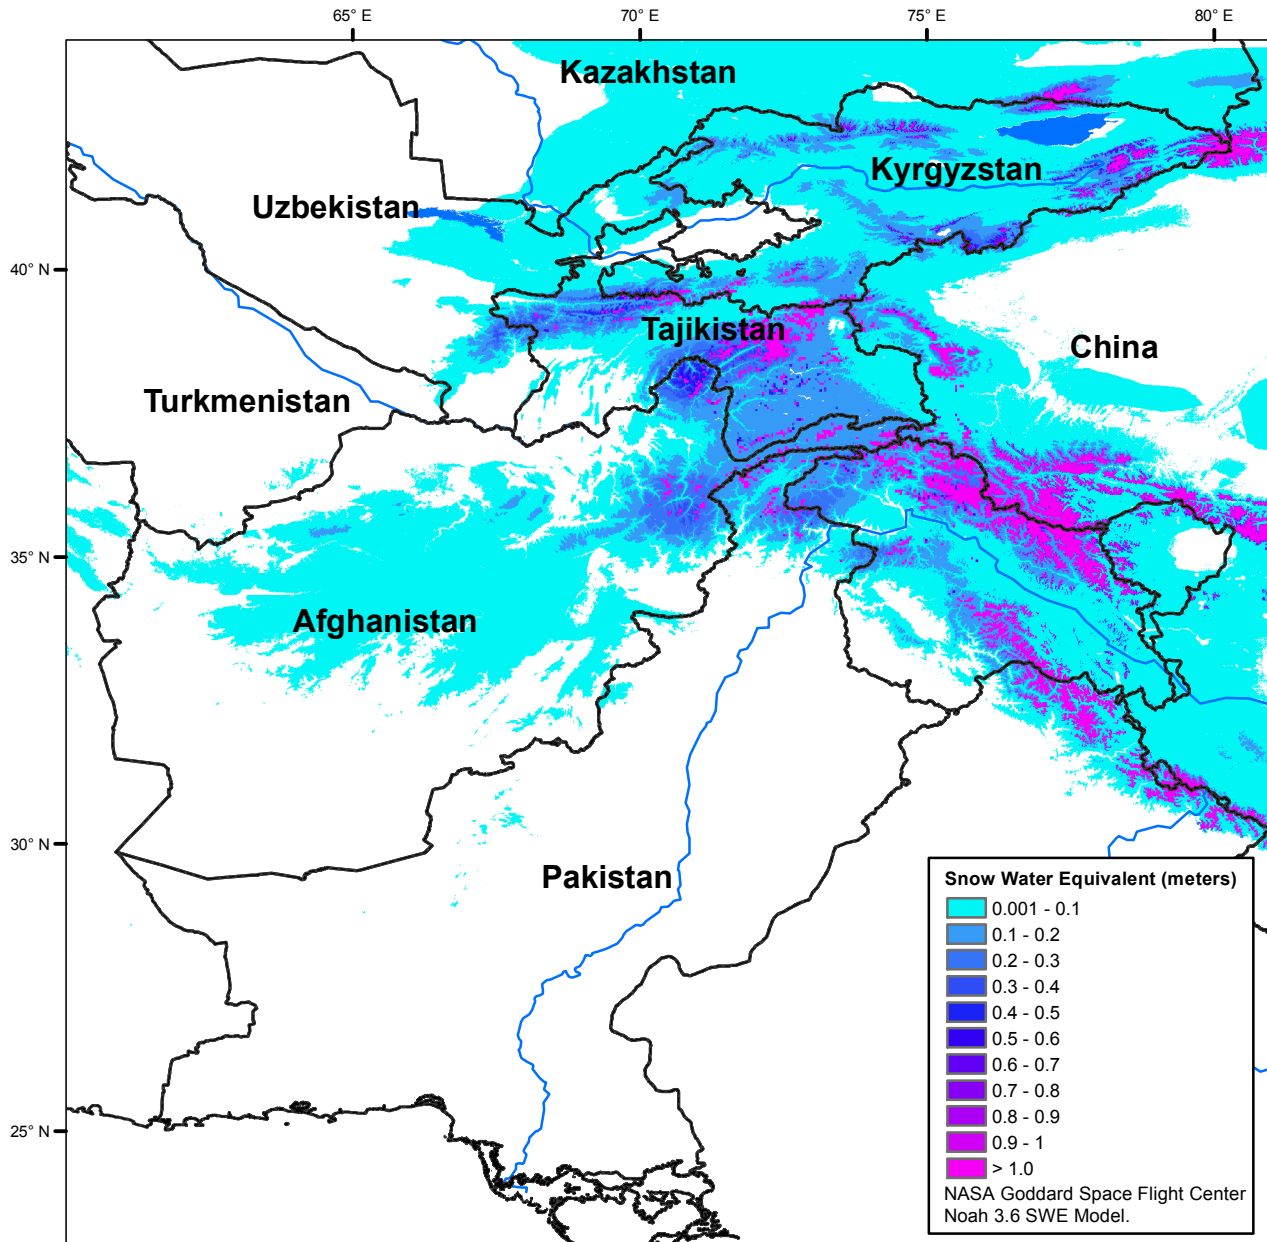 65° E
70° E
75° E
80° E
Kazakhstan
Kyrgyzstan
Uzbekistan
40° N
Tajikistan
China
Turkmenistan
35° N
Afghanistan
30° N
Pakistan
25° N
Snow Water Equivalent (meters)
0.001 - 0.1
0.1 - 0.2
0.2 - 0.3
0.3 - 0.4
0.4 - 0.5
0.5 - 0.6
0.6 - 0.7
0.7 - 0.8
0.8 - 0.9
0.9 - 1
> 1.0
NASA Goddard Space Flight Center
Noah 3.6 SWE Model.